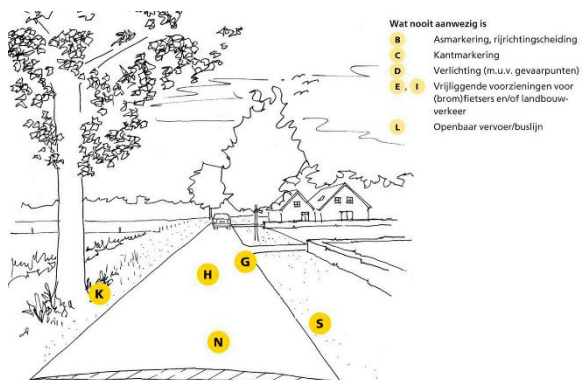 Wat nooit aanwezig is
B Asmarkering, rijrichtingscheiding
C Kantmarkering
D Verlichting (m.u.v. gevaarpunten)
E , I Vrijliggende voorzieningen voor
(brom)fietsers en/of landbouw-
verkeer
L Openbaar vervoer/buslijn
G
H
K
S
N